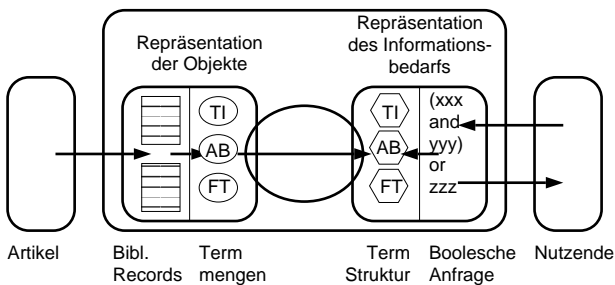 Repräsentation
der Objekte
Repräsentation
des Informations-
bedarfs
TI
AB
FT
TI
AB
FT
(xxx
and
yyy)
or
zzz
Artikel
Bibl.
Records
Term
mengen
Term
Struktur
Boolesche
Anfrage
Nutzende